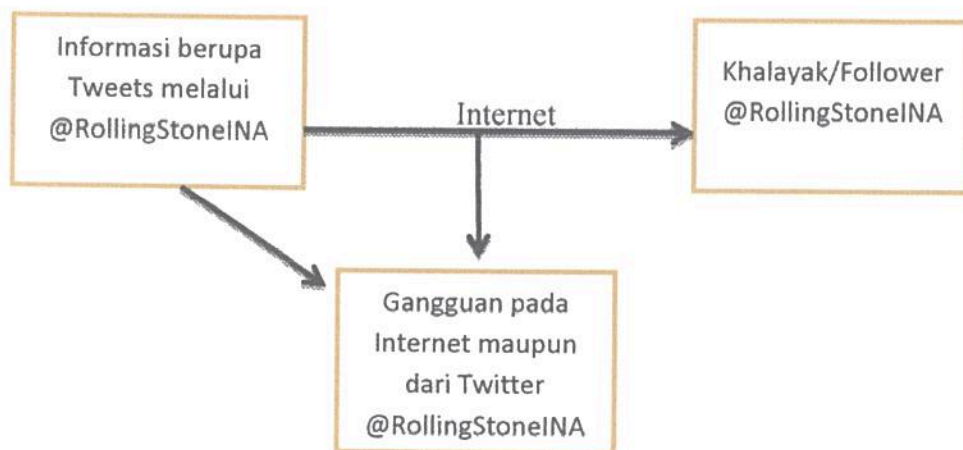 Informasi berupa
Tweets melalui
@RollingStoneINA
Internet
Khalayak/Follower
@RollingStoneINA
Gangguan pada
Internet maupun
dari Twitter
@RollingStoneINA